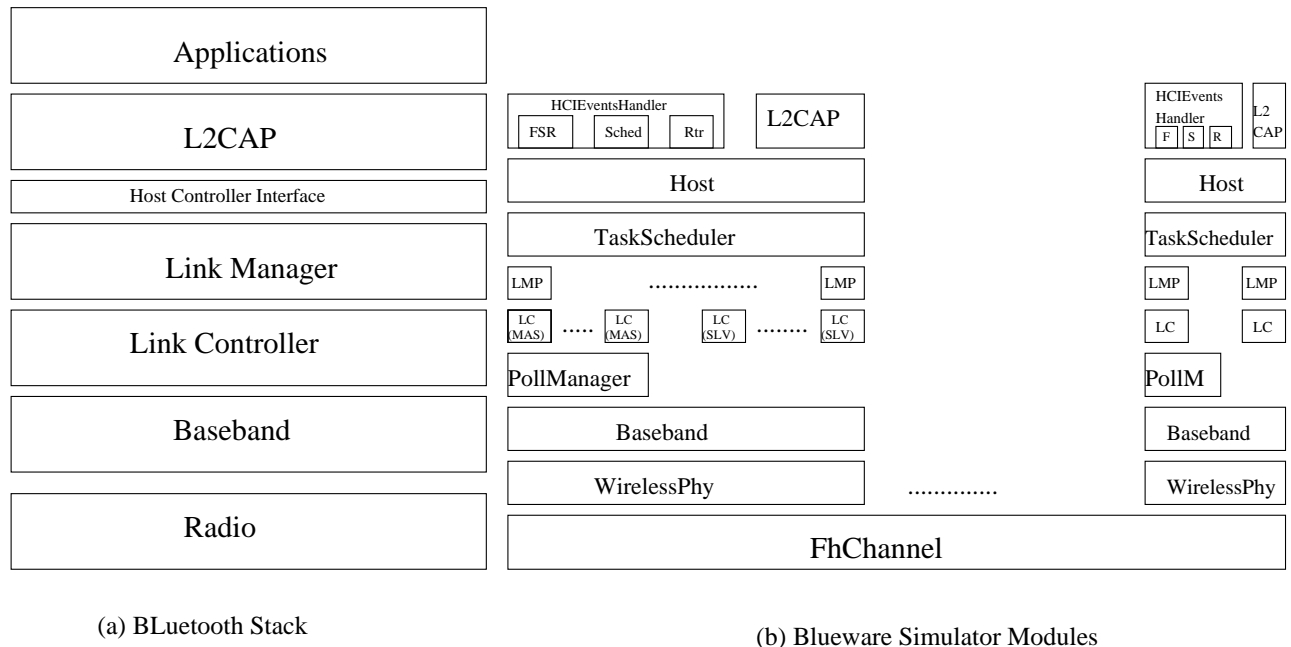 Applications
L2CAP
Host Controller Interface
Link Manager
Link Controller
Baseband
Radio
(a) BLuetooth Stack
HCIEventsHandler
FSR Sched Rtr
L2CAP
Host
TaskScheduler
LMP ................. LMP
LC (MAS) ..... LC (MAS) LC (SLV) ........ LC (SLV)
PollManager
Baseband
WirelessPhy
..............
HCIEvents
Handler
F S R
L2
CAP
Host
TaskScheduler
LMP LMP
LC LC
PollM
Baseband
WirelessPhy
FhChannel
(b) Blueware Simulator Modules